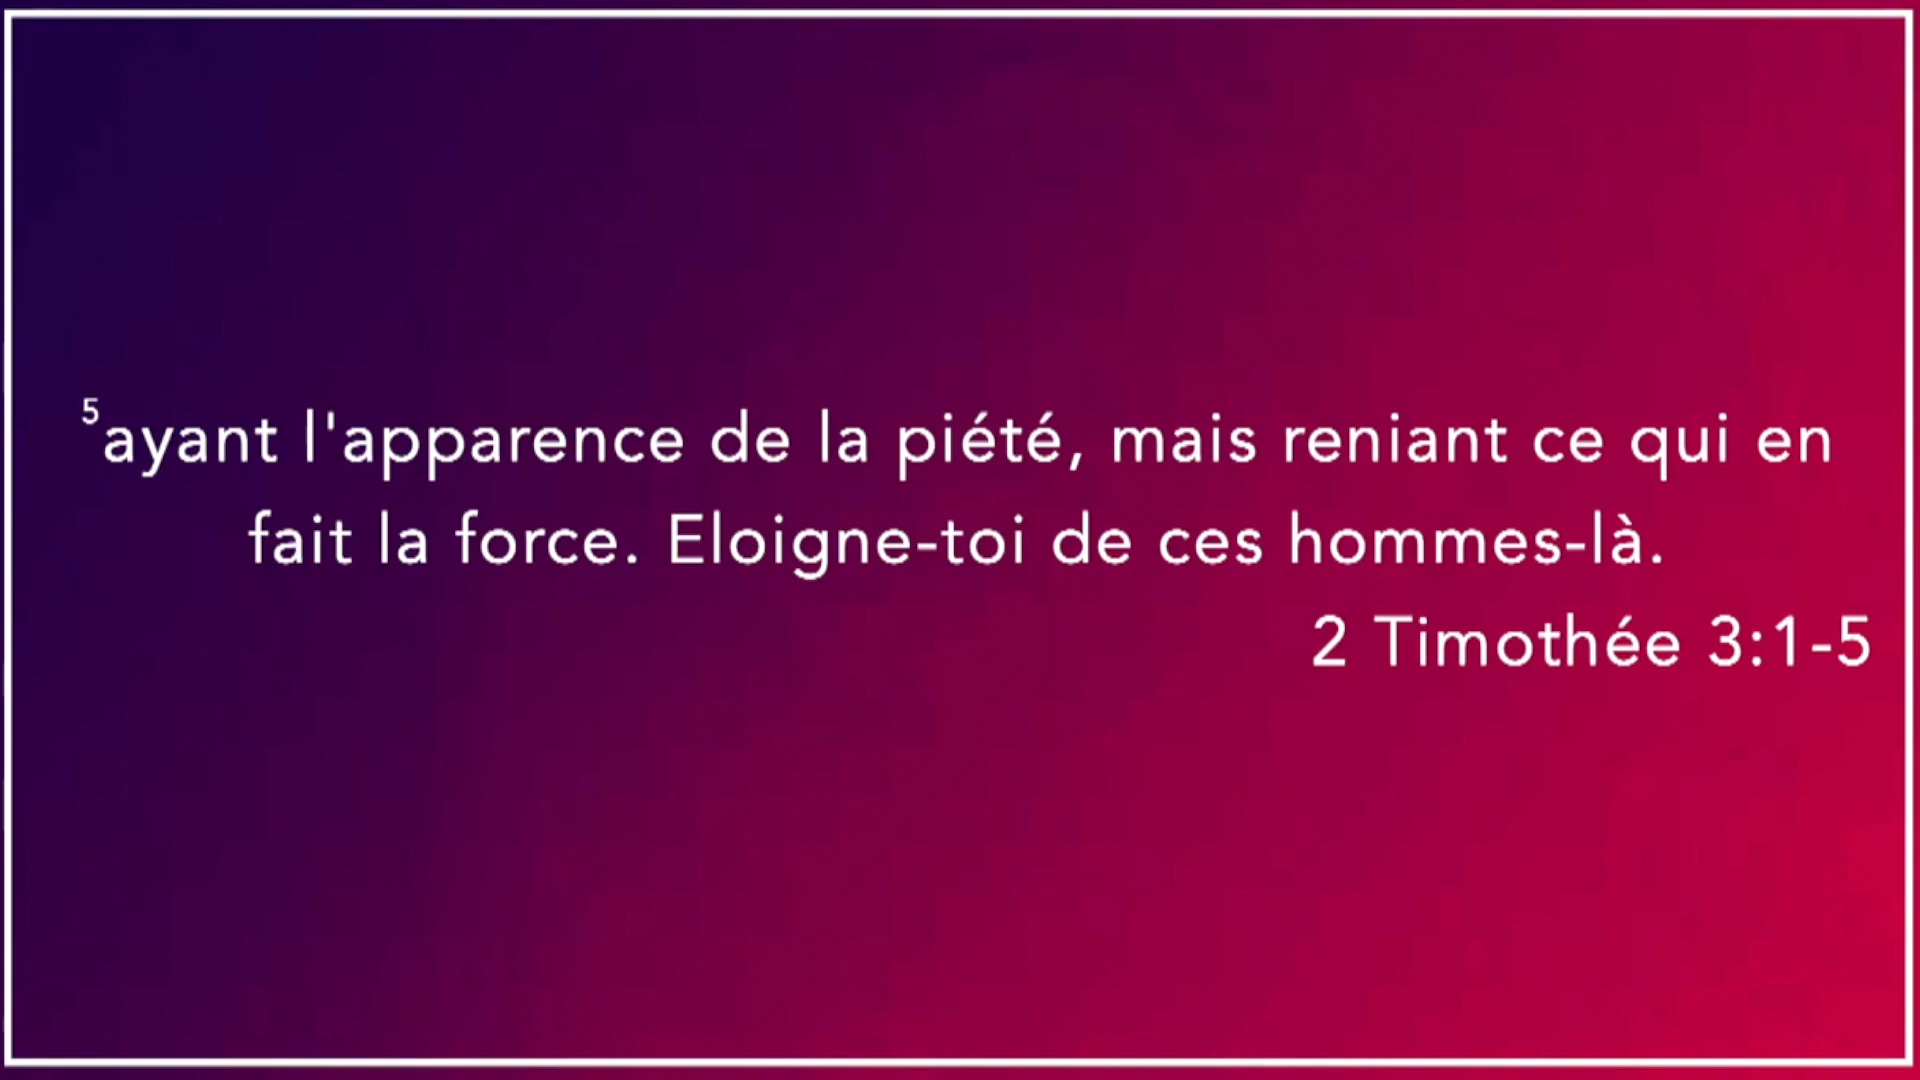 ⁵ayant l'apparence de la piété, mais reniant ce qui en
fait la force. Eloigne-toi de ces hommes-là.
2 Timothée 3:1-5